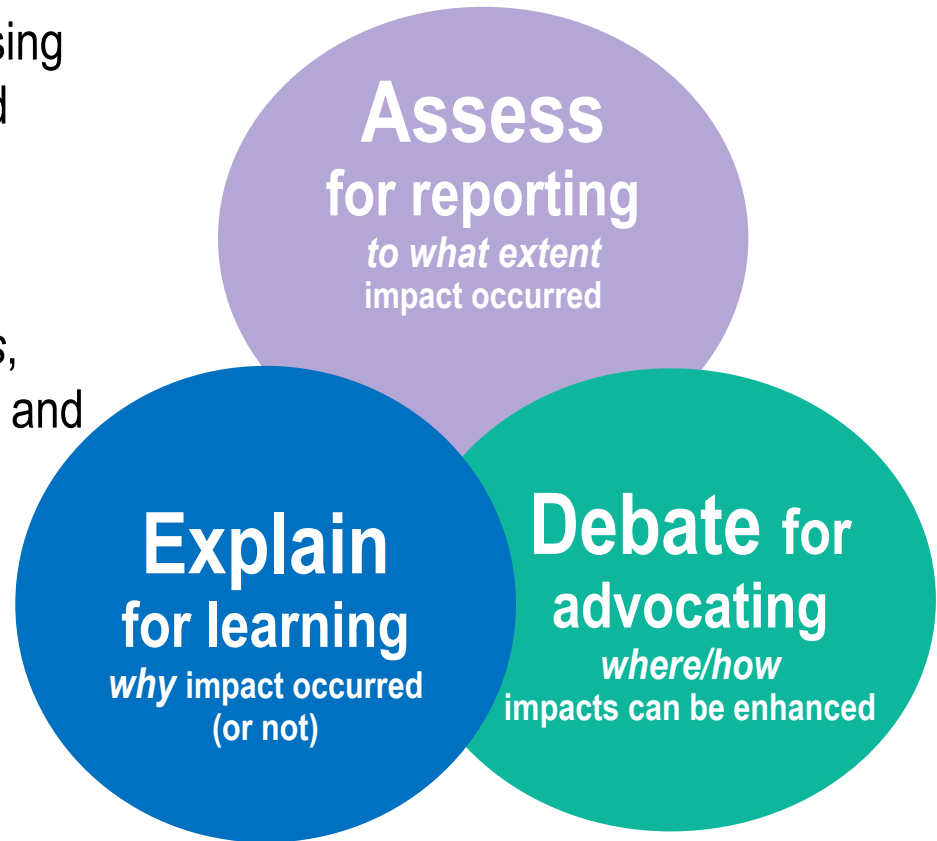 and
Assess
for reporting
to what extent
impact occurred
Explain
for learning
why impact occurred
(or not)
Debate for
advocating
where/how
impacts can be enhanced